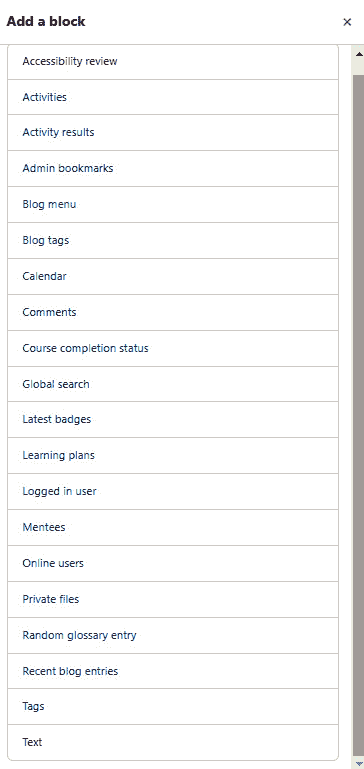 Add a block
Accessibility review
Activities
Activity results
Admin bookmarks
Blog menu
Blog tags
Calendar
Comments
Course completion status
Global search
Latest badges
Learning plans
Logged in user
Mentees
Online users
Private files
Random glossary entry
Recent blog entries
Tags
Text